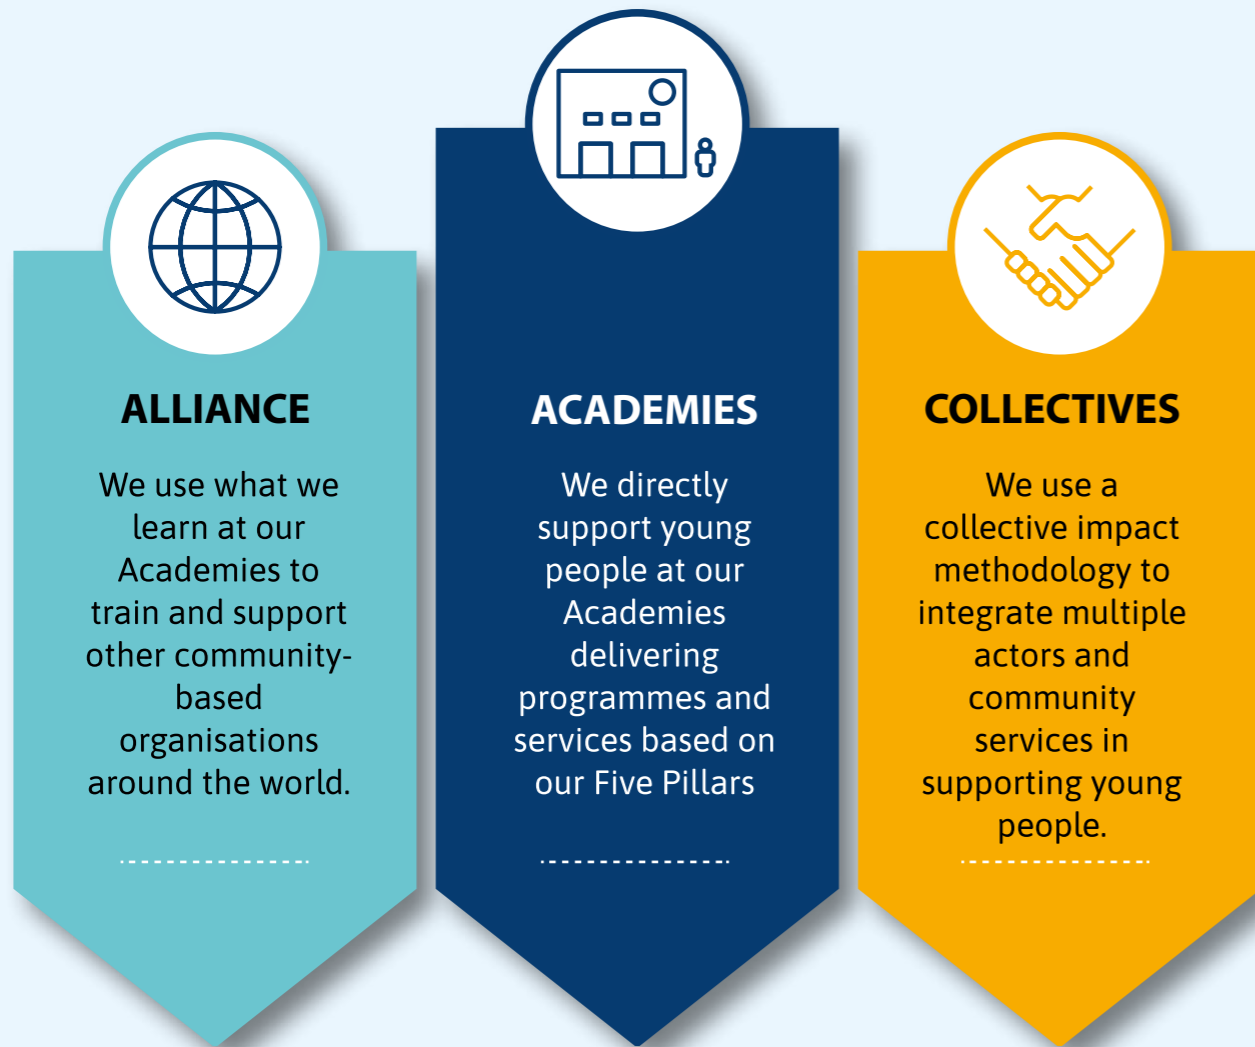 ALLIANCE
We use what we
learn at our
Academies to
train and support
other community-
based
organisations
around the world.
ACADEMIES
We directly
support young
people at our
Academies
delivering
programmes and
services based on
our Five Pillars
COLLECTIVES
We use a
collective impact
methodology to
integrate multiple
actors and
community
services in
supporting young
people.